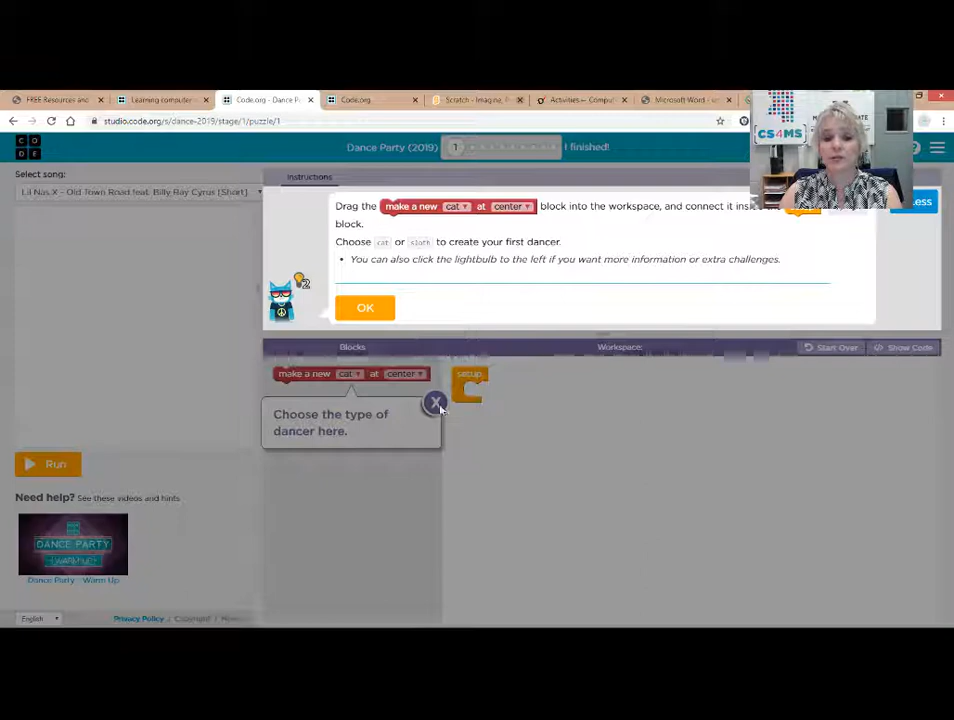 FREE Resources and
Learning computer
Code.org - Dance P
Code.org
Scratch - Imagine, P
Activities – Compu
Microsoft Word -
studio.code.org/s/dance-2019/stage/1/puzzle/1
CS4MS
CODE
Dance Party (2019)
1
I finished!
Select song:
Lil Nas X - Old Town Road feat. Billy Ray Cyrus [Short]
Instructions
Drag the make a new cat at center block into the workspace, and connect it
block.
Choose cat or sloth to create your first dancer.
• You can also click the lightbulb to the left if you want more information or extra challenges.
2
OK
Blocks
Workspace:
Start Over
Show Code
make a new cat at center
setup
Choose the type of
dancer here.
X
Run
Need help? See these videos and hints
DANCE PARTY
WARM UP
Dance Party - Warm Up
English
Privacy Policy
Copyright